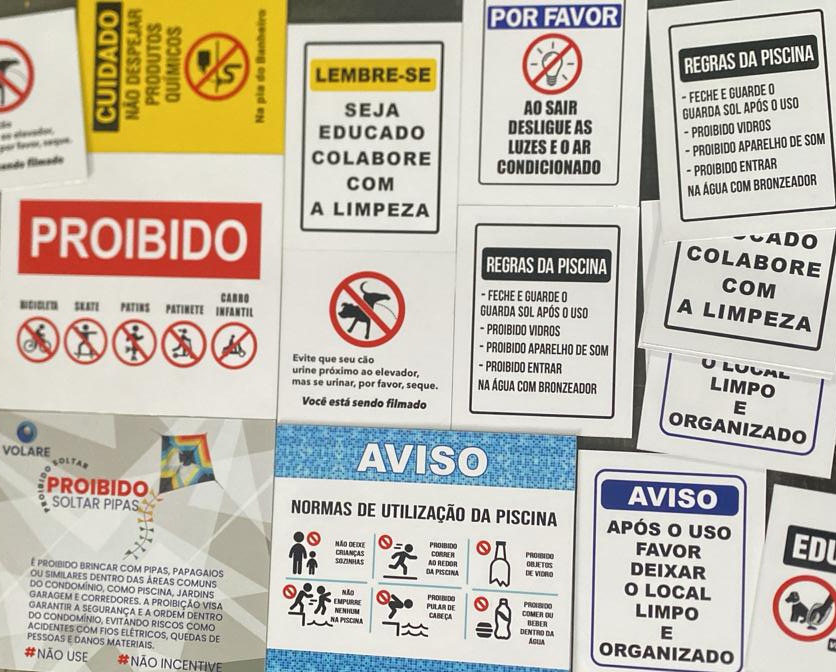 CUIDADO
NÃO DESPEJAR
PRODUTOS
QUÍMICOS
Na pia do Banheiro
ao elevador,
por favor, seque.
sendo filmado
PROIBIDO
BICICLETA
SKATE
PATINS
PATINETE
CARRO
INFANTIL
LEMBRE-SE
SEJA
EDUCADO
COLABORE
COM
A LIMPEZA
POR FAVOR
AO SAIR
DESLIGUE AS
LUZES E O AR
CONDICIONADO
REGRAS DA PISCINA
- FECHE E GUARDE O
GUARDA SOL APÓS O USO
- PROIBIDO VIDROS
- PROIBIDO APARELHO DE SOM
- PROIBIDO ENTRAR
NA ÁGUA COM BRONZEADOR
Evite que seu cão
urine próximo ao elevador,
mas se urinar, por favor, seque.
Você está sendo filmado
REGRAS DA PISCINA
- FECHE E GUARDE O
GUARDA SOL APÓS O USO
- PROIBIDO VIDROS
- PROIBIDO APARELHO DE SOM
- PROIBIDO ENTRAR
NA ÁGUA COM BRONZEADOR
UCADO
COLABORE
COM
A LIMPEZA
O LOCAL
LIMPO
E
ORGANIZADO
VOLARE
PROIBIDO SOLTAR
PROIBIDO
SOLTAR PIPAS
É PROIBIDO BRINCAR COM PIPAS, PAPAGAIOS
OU SIMILARES DENTRO DAS ÁREAS COMUNS
DO CONDOMÍNIO, COMO PISCINA, JARDINS
GARAGEM E CORREDORES. A PROIBIÇÃO VISA
GARANTIR A SEGURANÇA E A ORDEM DENTRO
DO CONDOMÍNIO, EVITANDO RISCOS COMO
ACIDENTES COM FIOS ELÉTRICOS, QUEDAS DE
PESSOAS E DANOS MATERIAIS.
#NÃO USE #NÃO INCENTIVE
AVISO
NORMAS DE UTILIZAÇÃO DA PISCINA
NÃO DEIXE
CRIANÇAS
SOZINHAS
PROIBIDO
CORRER
AO REDOR
DA PISCINA
PROIBIDO
OBJETOS
DE VIDRO
NÃO
EMPURRE
NENHEM
NA PISCINA
PROIBIDO
PULAR DE
CABEÇA
PROIBIDO
COMER OU
BEBER
DENTRO DA
ÁGUA
AVISO
APÓS O USO
FAVOR
DEIXAR
O LOCAL
LIMPO
E
ORGANIZADO
EDU